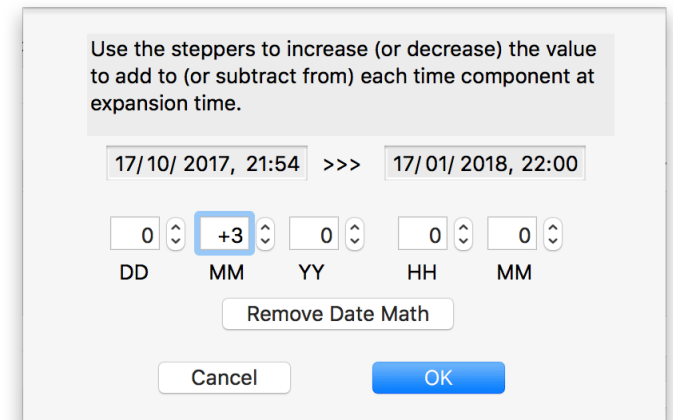 Use the steppers to increase (or decrease) the value
to add to (or subtract from) each time component at
expansion time.
17/10/ 2017, 21:54 >>> 17/01/ 2018, 22:00
0 +3 0 0 0
DD MM YY HH MM
Remove Date Math
Cancel OK